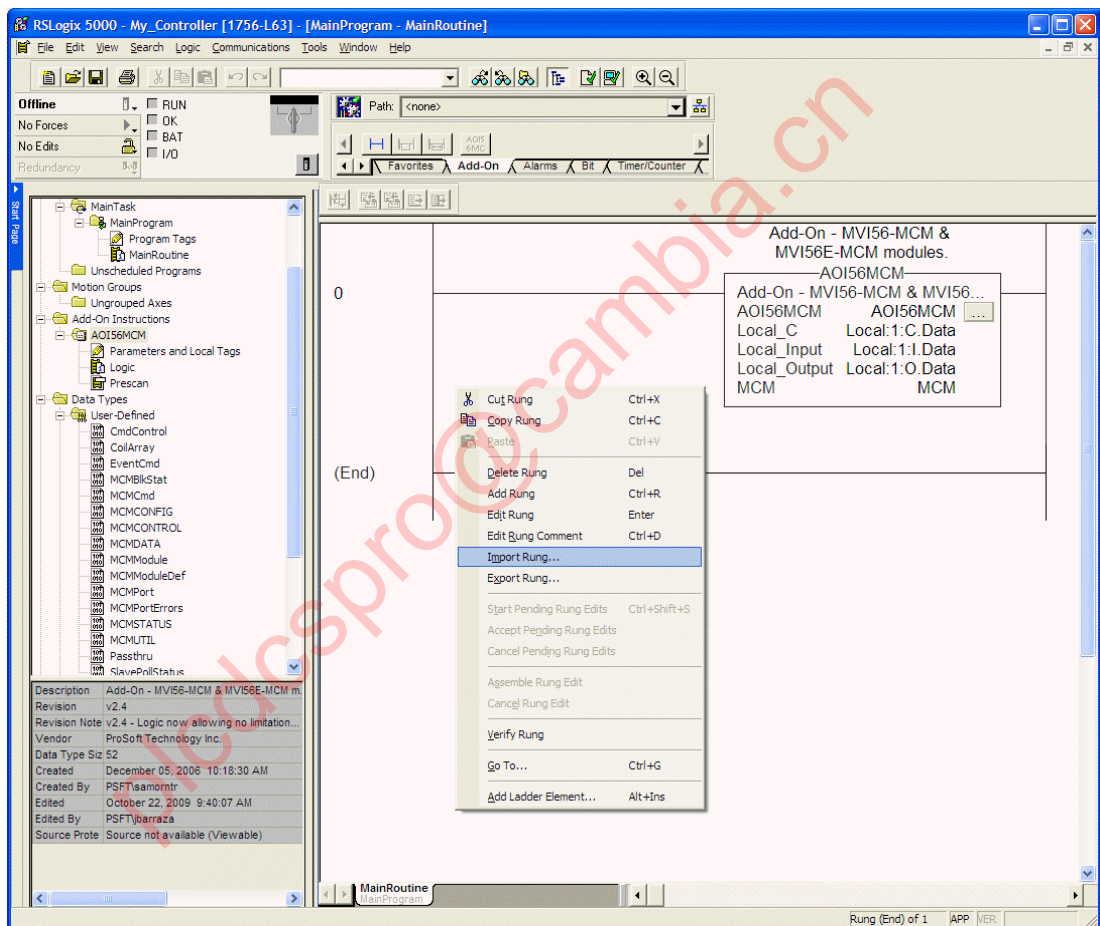 RSLogix 5000 - My_Controller [1756-L63] - [MainProgram - MainRoutine]
File Edit View Search Logic Communications Tools Window Help
Offline
No Forces
No Edits
Redundancy
RUN
OK
BAT
I/O
Path: <none>
AOI5
6MC
Favorites Add-On Alarms Bit Timer/Counter
Start Page
MainTask
MainProgram
Program Tags
MainRoutine
Unscheduled Programs
Motion Groups
Ungrouped Axes
Add-On Instructions
AOI56MCM
Parameters and Local Tags
Logic
Prescan
Data Types
User-Defined
CmdControl
CoilArray
EventCmd
MCMBlkStat
MCMCmd
MCMCONFIG
MCMCONTROL
MCMDATA
MCMModule
MCMModuleDef
MCMPort
MCMPortErrors
MCMSTATUS
MCMUTIL
Passthru
SlavePollStatus
Description Add-On - MVI56-MCM & MVI56E-MCM m.
Revision v2.4
Revision Note v2.4 - Logic now allowing no limitation...
Vendor ProSoft Technology Inc.
Data Type Siz 52
Created December 05, 2006 10:18:30 AM
Created By PSFT\samorntr
Edited October 22, 2009 9:40:07 AM
Edited By PSFT\jbarraza
Source Prote Source not available (Viewable)
Add-On - MVI56-MCM &
MVI56E-MCM modules.
AOI56MCM
Add-On - MVI56-MCM & MVI56...
AOI56MCM AOI56MCM ...
Local_C Local:1:C.Data
Local_Input Local:1:I.Data
Local_Output Local:1:O.Data
MCM MCM
0
(End)
Cut Rung Ctrl+X
Copy Rung Ctrl+C
Paste Ctrl+V
Delete Rung Del
Add Rung Ctrl+R
Edit Rung Enter
Edit Rung Comment Ctrl+D
Import Rung...
Export Rung...
Start Pending Rung Edits Ctrl+Shift+S
Accept Pending Rung Edits
Cancel Pending Rung Edits
Assemble Rung Edit
Cancel Rung Edit
Verify Rung
Go To... Ctrl+G
Add Ladder Element... Alt+Ins
MainRoutine
MainProgram
Rung (End) of 1 APP VER
plcdcspro@cambia.cn